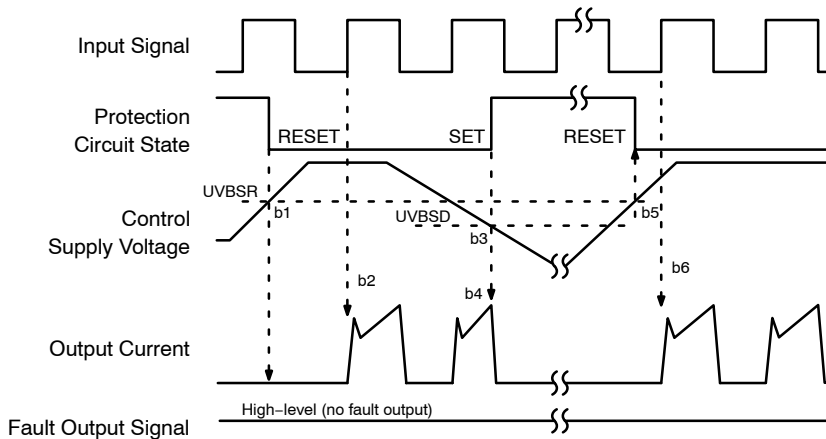 Input Signal
Protection
Circuit State
RESET
SET
RESET
UVBSR
b1
UVBSD
b3
b5
Control
Supply Voltage
b2
b4
b6
Output Current
High−level (no fault output)
Fault Output Signal